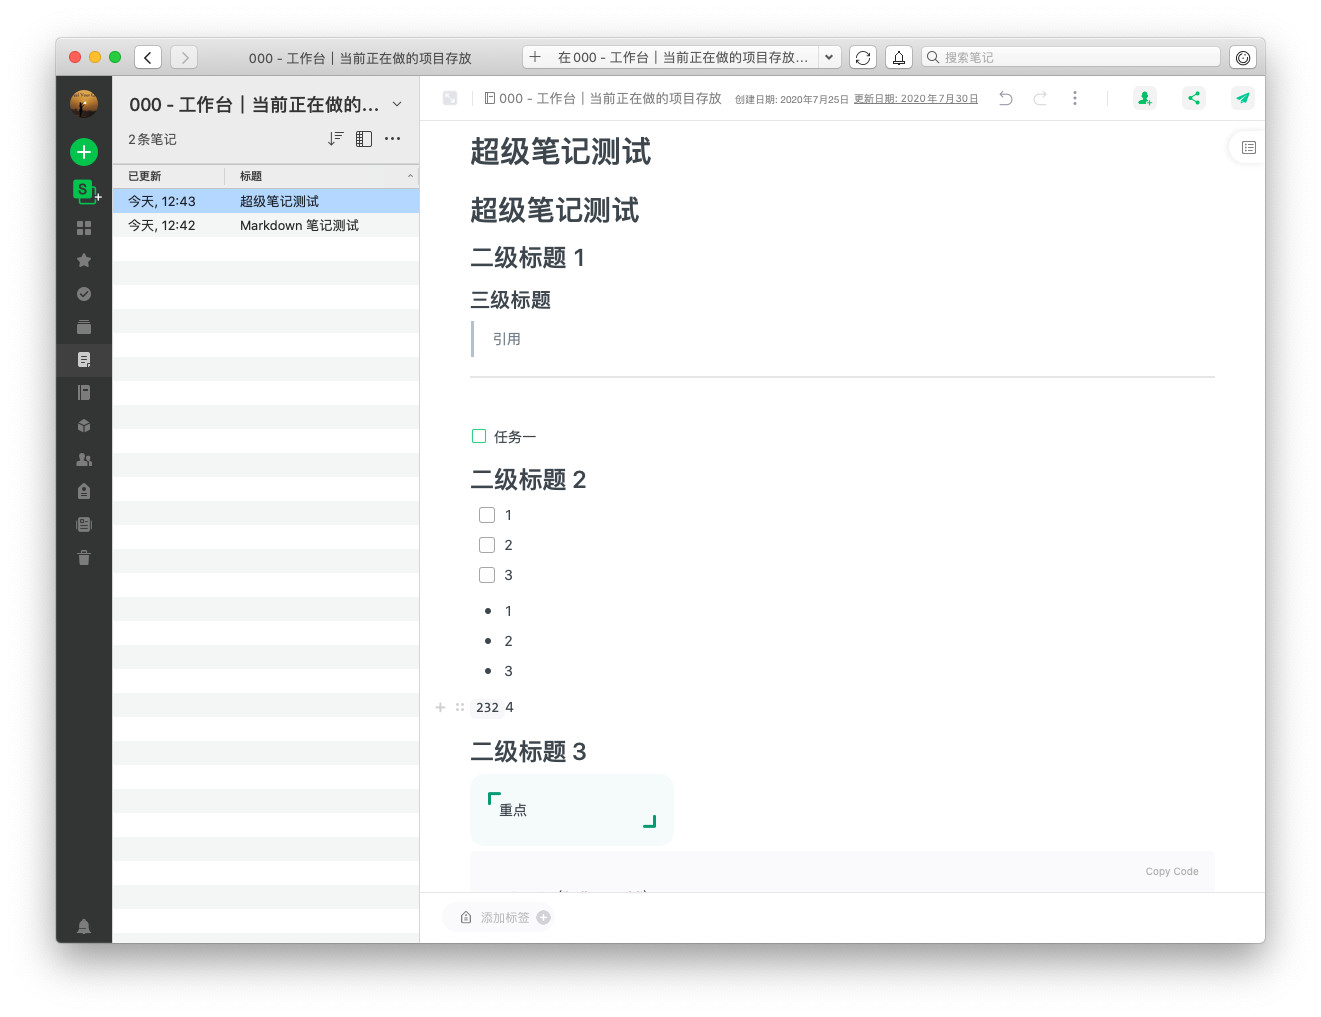 000 - 工作台｜当前正在做的项目存放
在 000 - 工作台｜当前正在做的项目存放...
搜索笔记
000 - 工作台｜当前正在做的...
2 条笔记
已更新 标题
今天, 12:43 超级笔记测试
今天, 12:42 Markdown 笔记测试
000 - 工作台｜当前正在做的项目存放 创建日期: 2020年7月25日 更新日期: 2020年7月30日
超级笔记测试
超级笔记测试
二级标题 1
三级标题
引用
任务一
二级标题 2
1
2
3
1
2
3
232 4
二级标题 3
重点
Copy Code
添加标签